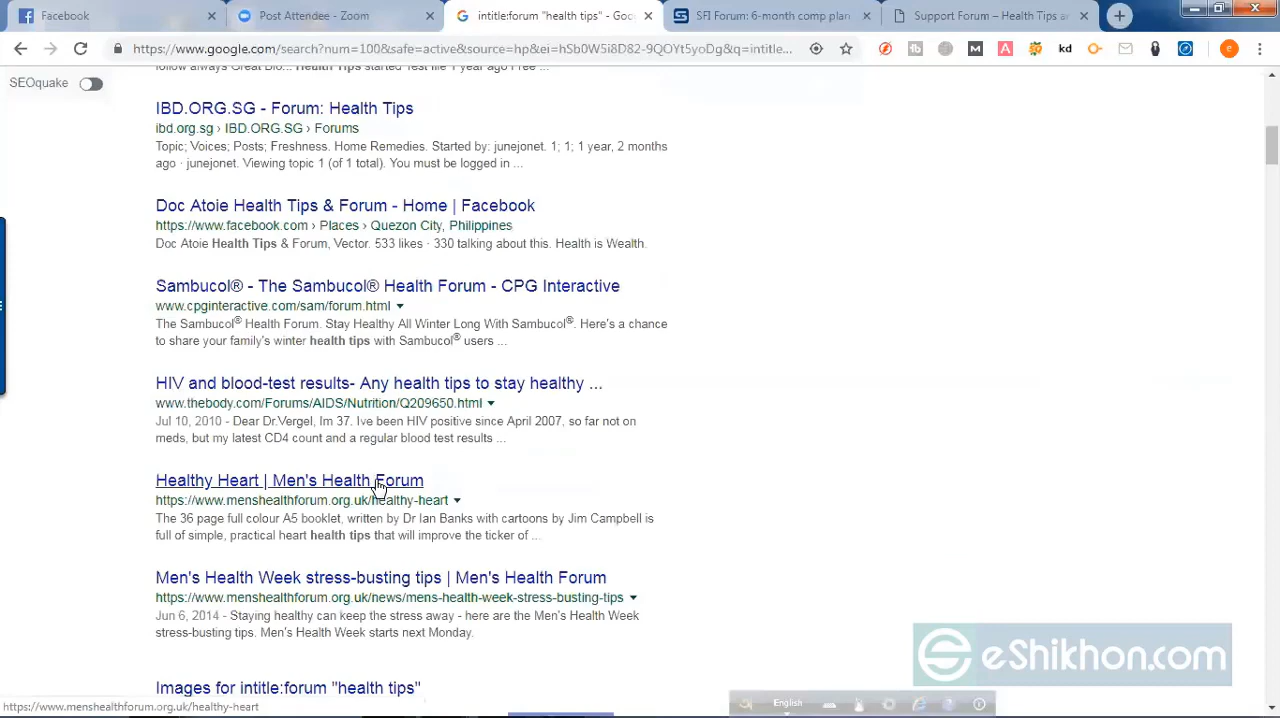 Facebook
Post Attendee - Zoom
intitle:forum "health tips" - Goo
SFI Forum: 6-month comp plan
Support Forum – Health Tips an
https://www.google.com/search?num=100&safe=active&source=hp&ei=hSb0W5i8D82-9QOYt5yoDg&q=intitle...
SEOquake
follow always Great Blo... Health Tips started Test file 1 year ago Free ...
IBD.ORG.SG - Forum: Health Tips
ibd.org.sg › IBD.ORG.SG › Forums
Topic; Voices; Posts; Freshness. Home Remedies. Started by: junejonet. 1; 1; 1 year, 2 months
ago · junejonet. Viewing topic 1 (of 1 total). You must be logged in ...
Doc Atoie Health Tips & Forum - Home | Facebook
https://www.facebook.com › Places › Quezon City, Philippines
Doc Atoie Health Tips & Forum, Vector. 533 likes · 330 talking about this. Health is Wealth.
Sambucol® - The Sambucol® Health Forum - CPG Interactive
www.cpginteractive.com/sam/forum.html
The Sambucol® Health Forum. Stay Healthy All Winter Long With Sambucol®. Here's a chance
to share your family's winter health tips with Sambucol® users ...
HIV and blood-test results- Any health tips to stay healthy ...
www.thebody.com/Forums/AIDS/Nutrition/Q209650.html
Jul 10, 2010 - Dear Dr.Vergel, Im 37. Ive been HIV positive since April 2007, so far not on
meds, but my latest CD4 count and a regular blood test results ...
Healthy Heart | Men's Health Forum
https://www.menshealthforum.org.uk/healthy-heart
The 36 page full colour A5 booklet, written by Dr Ian Banks with cartoons by Jim Campbell is
full of simple, practical heart health tips that will improve the ticker of ...
Men's Health Week stress-busting tips | Men's Health Forum
https://www.menshealthforum.org.uk/news/mens-health-week-stress-busting-tips
Jun 6, 2014 - Staying healthy can keep the stress away - here are the Men's Health Week
stress-busting tips. Men's Health Week starts next Monday.
eShikhon.com
Images for intitle:forum "health tips"
https://www.menshealthforum.org.uk/healthy-heart
English